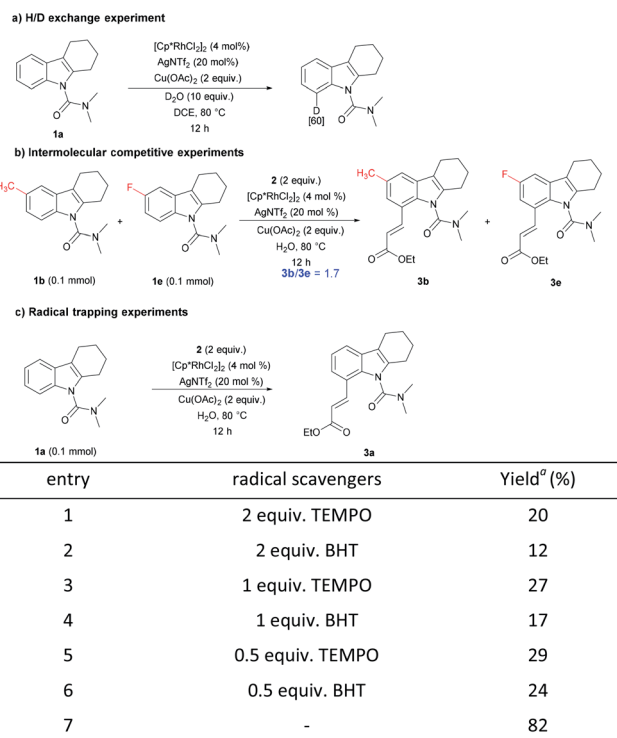 a) H/D exchange experiment
[Cp*RhCl2]2 (4 mol%)
AgNTf2 (20 mol%)
Cu(OAc)2 (2 equiv.)
D2O (10 equiv.)
DCE, 80 °C
12 h
N
O
N
1a
N
D
[60]
O
N
b) Intermolecular competitive experiments
H3C
N
O
N
1b (0.1 mmol)
+
F
N
O
N
1e (0.1 mmol)
2 (2 equiv.)
[Cp*RhCl2]2 (4 mol %)
AgNTf2 (20 mol %)
Cu(OAc)2 (2 equiv.)
H2O, 80 °C
12 h
3b/3e = 1.7
H3C
N
O
N
O
OEt
3b
+
F
N
O
N
O
OEt
3e
c) Radical trapping experiments
N
O
N
1a (0.1 mmol)
2 (2 equiv.)
[Cp*RhCl2]2 (4 mol %)
AgNTf2 (20 mol %)
Cu(OAc)2 (2 equiv.)
H2O, 80 °C
12 h
N
O
N
EtO
O
3a
entry radical scavengers Yieldᵃ (%)
1 2 equiv. TEMPO 20
2 2 equiv. BHT 12
3 1 equiv. TEMPO 27
4 1 equiv. BHT 17
5 0.5 equiv. TEMPO 29
6 0.5 equiv. BHT 24
7 - 82